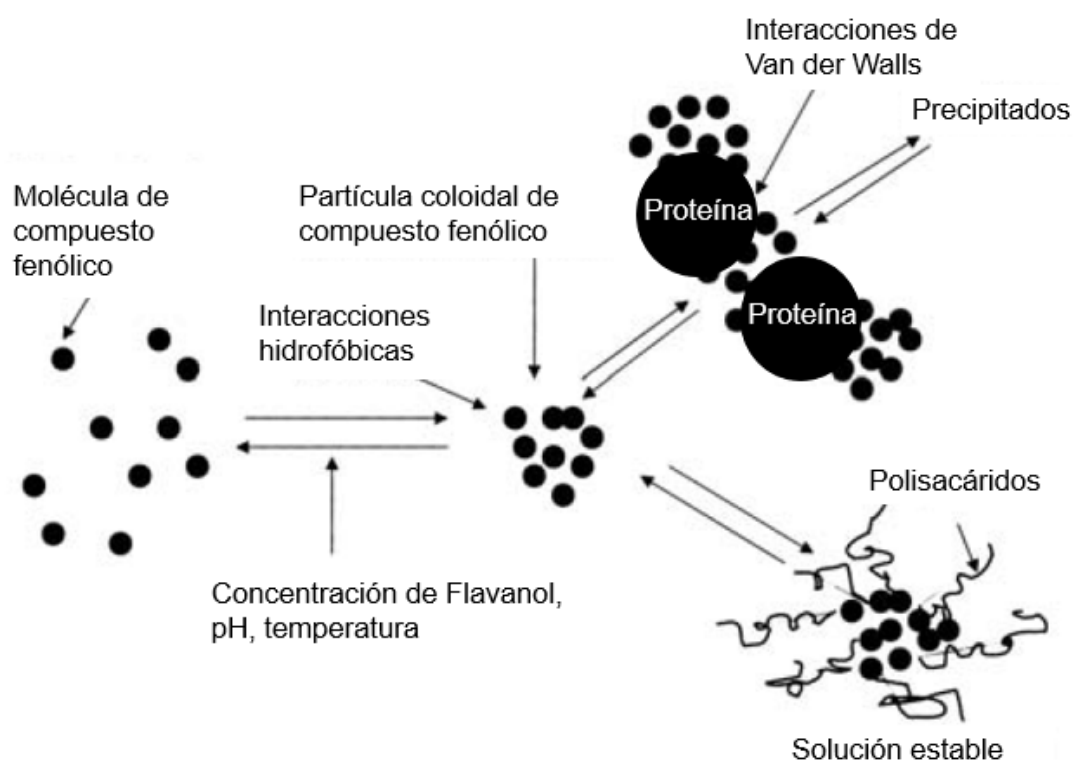 Interacciones de
Van der Walls
Precipitados
Molécula de
compuesto
fenólico
Partícula coloidal de
compuesto fenólico
Proteína
Proteína
Interacciones
hidrofóbicas
Polisacáridos
Concentración de Flavanol,
pH, temperatura
Solución estable